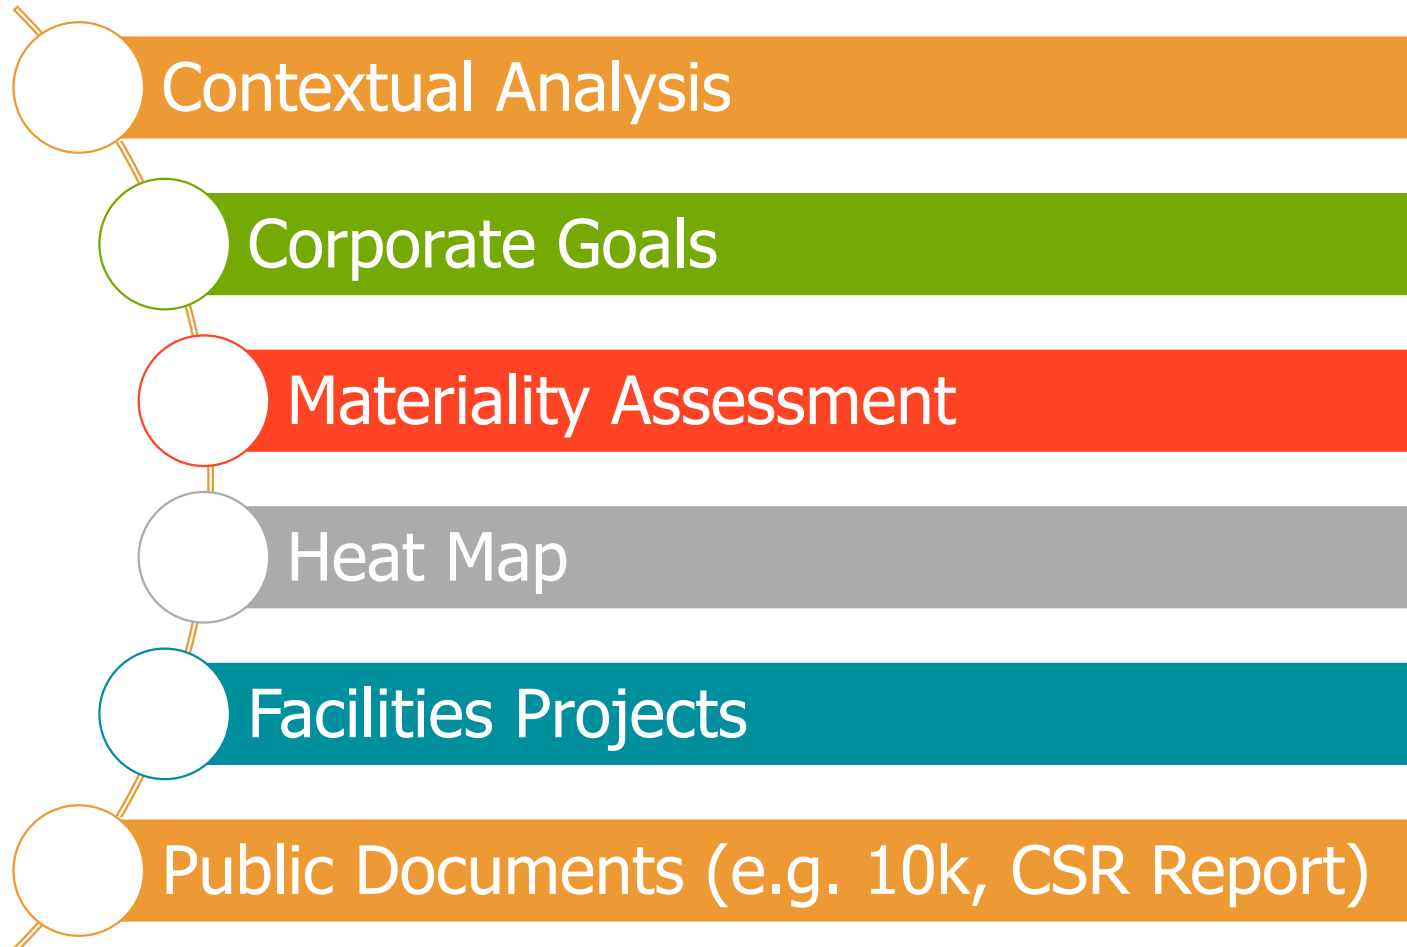 Contextual Analysis
Corporate Goals
Materiality Assessment
Heat Map
Facilities Projects
Public Documents (e.g. 10k, CSR Report)